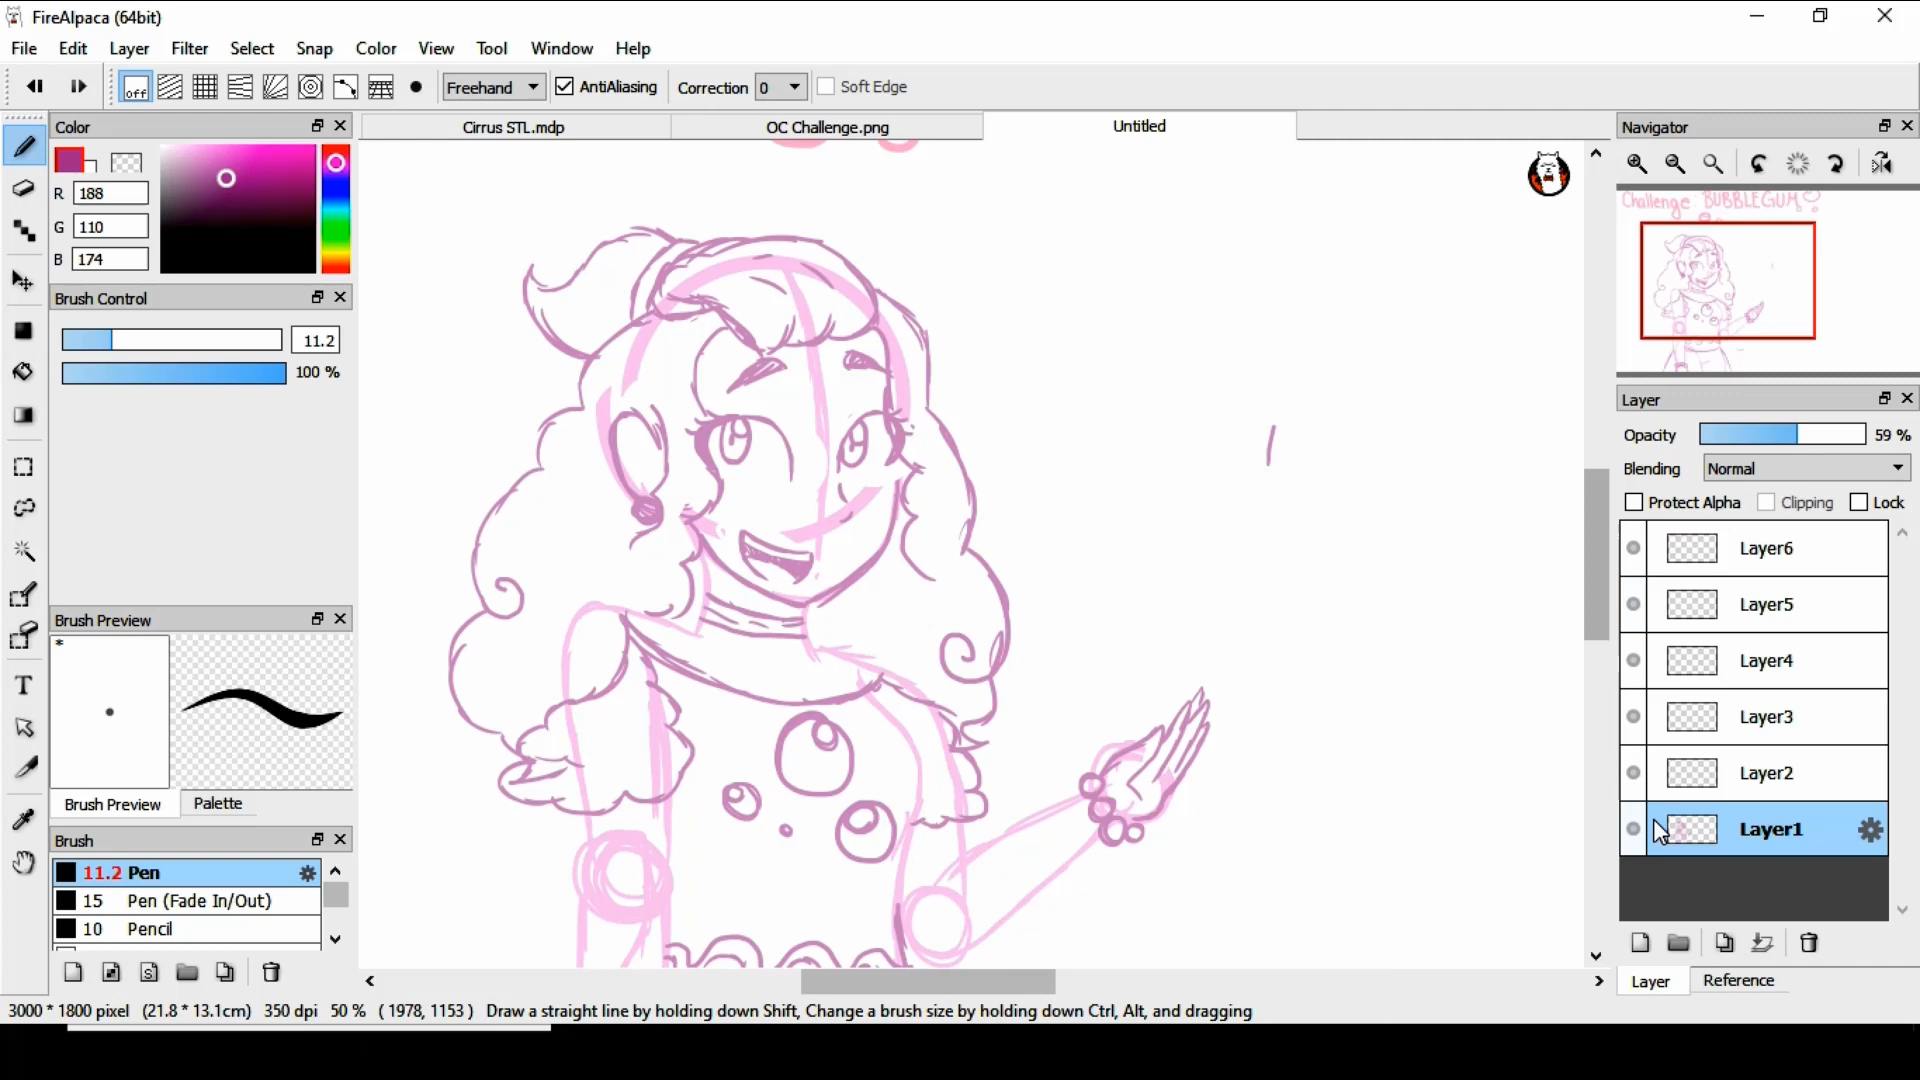 FireAlpaca (64bit)
File Edit Layer Filter Select Snap Color View Tool Window Help
off Freehand AntiAliasing Correction 0 Soft Edge
Color
R 188
G 110
B 174
Brush Control
11.2
100 %
Brush Preview
*
Brush Preview Palette
Brush
11.2 Pen
15 Pen (Fade In/Out)
10 Pencil
Cirrus STL.mdp OC Challenge.png Untitled
Navigator
Challenge BUBBLEGUM
Layer
Opacity 59 %
Blending Normal
Protect Alpha Clipping Lock
Layer6
Layer5
Layer4
Layer3
Layer2
Layer1
Layer Reference
3000 * 1800 pixel (21.8 * 13.1cm) 350 dpi 50 % ( 1978, 1153 ) Draw a straight line by holding down Shift, Change a brush size by holding down Ctrl, Alt, and dragging